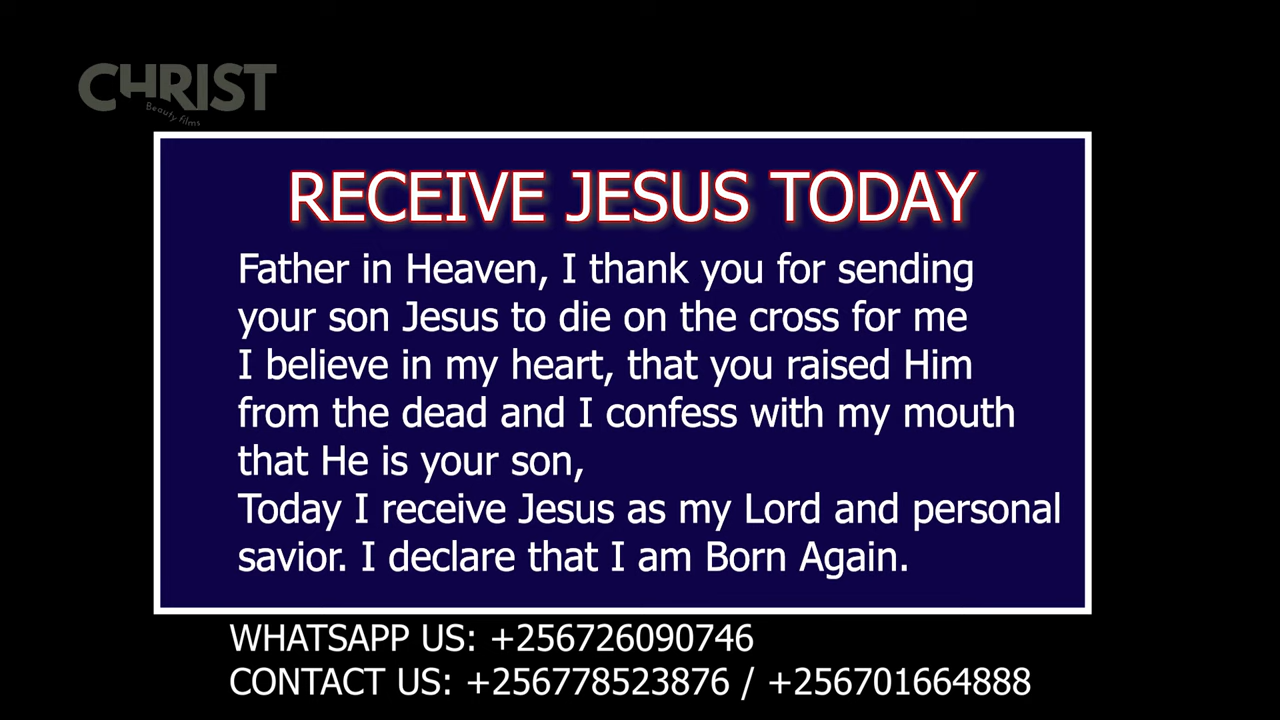 CHRIST
Beauty films
RECEIVE JESUS TODAY
Father in Heaven, I thank you for sending
your son Jesus to die on the cross for me
I believe in my heart, that you raised Him
from the dead and I confess with my mouth
that He is your son,
Today I receive Jesus as my Lord and personal
savior. I declare that I am Born Again.
WHATSAPP US: +256726090746
CONTACT US: +256778523876 / +256701664888